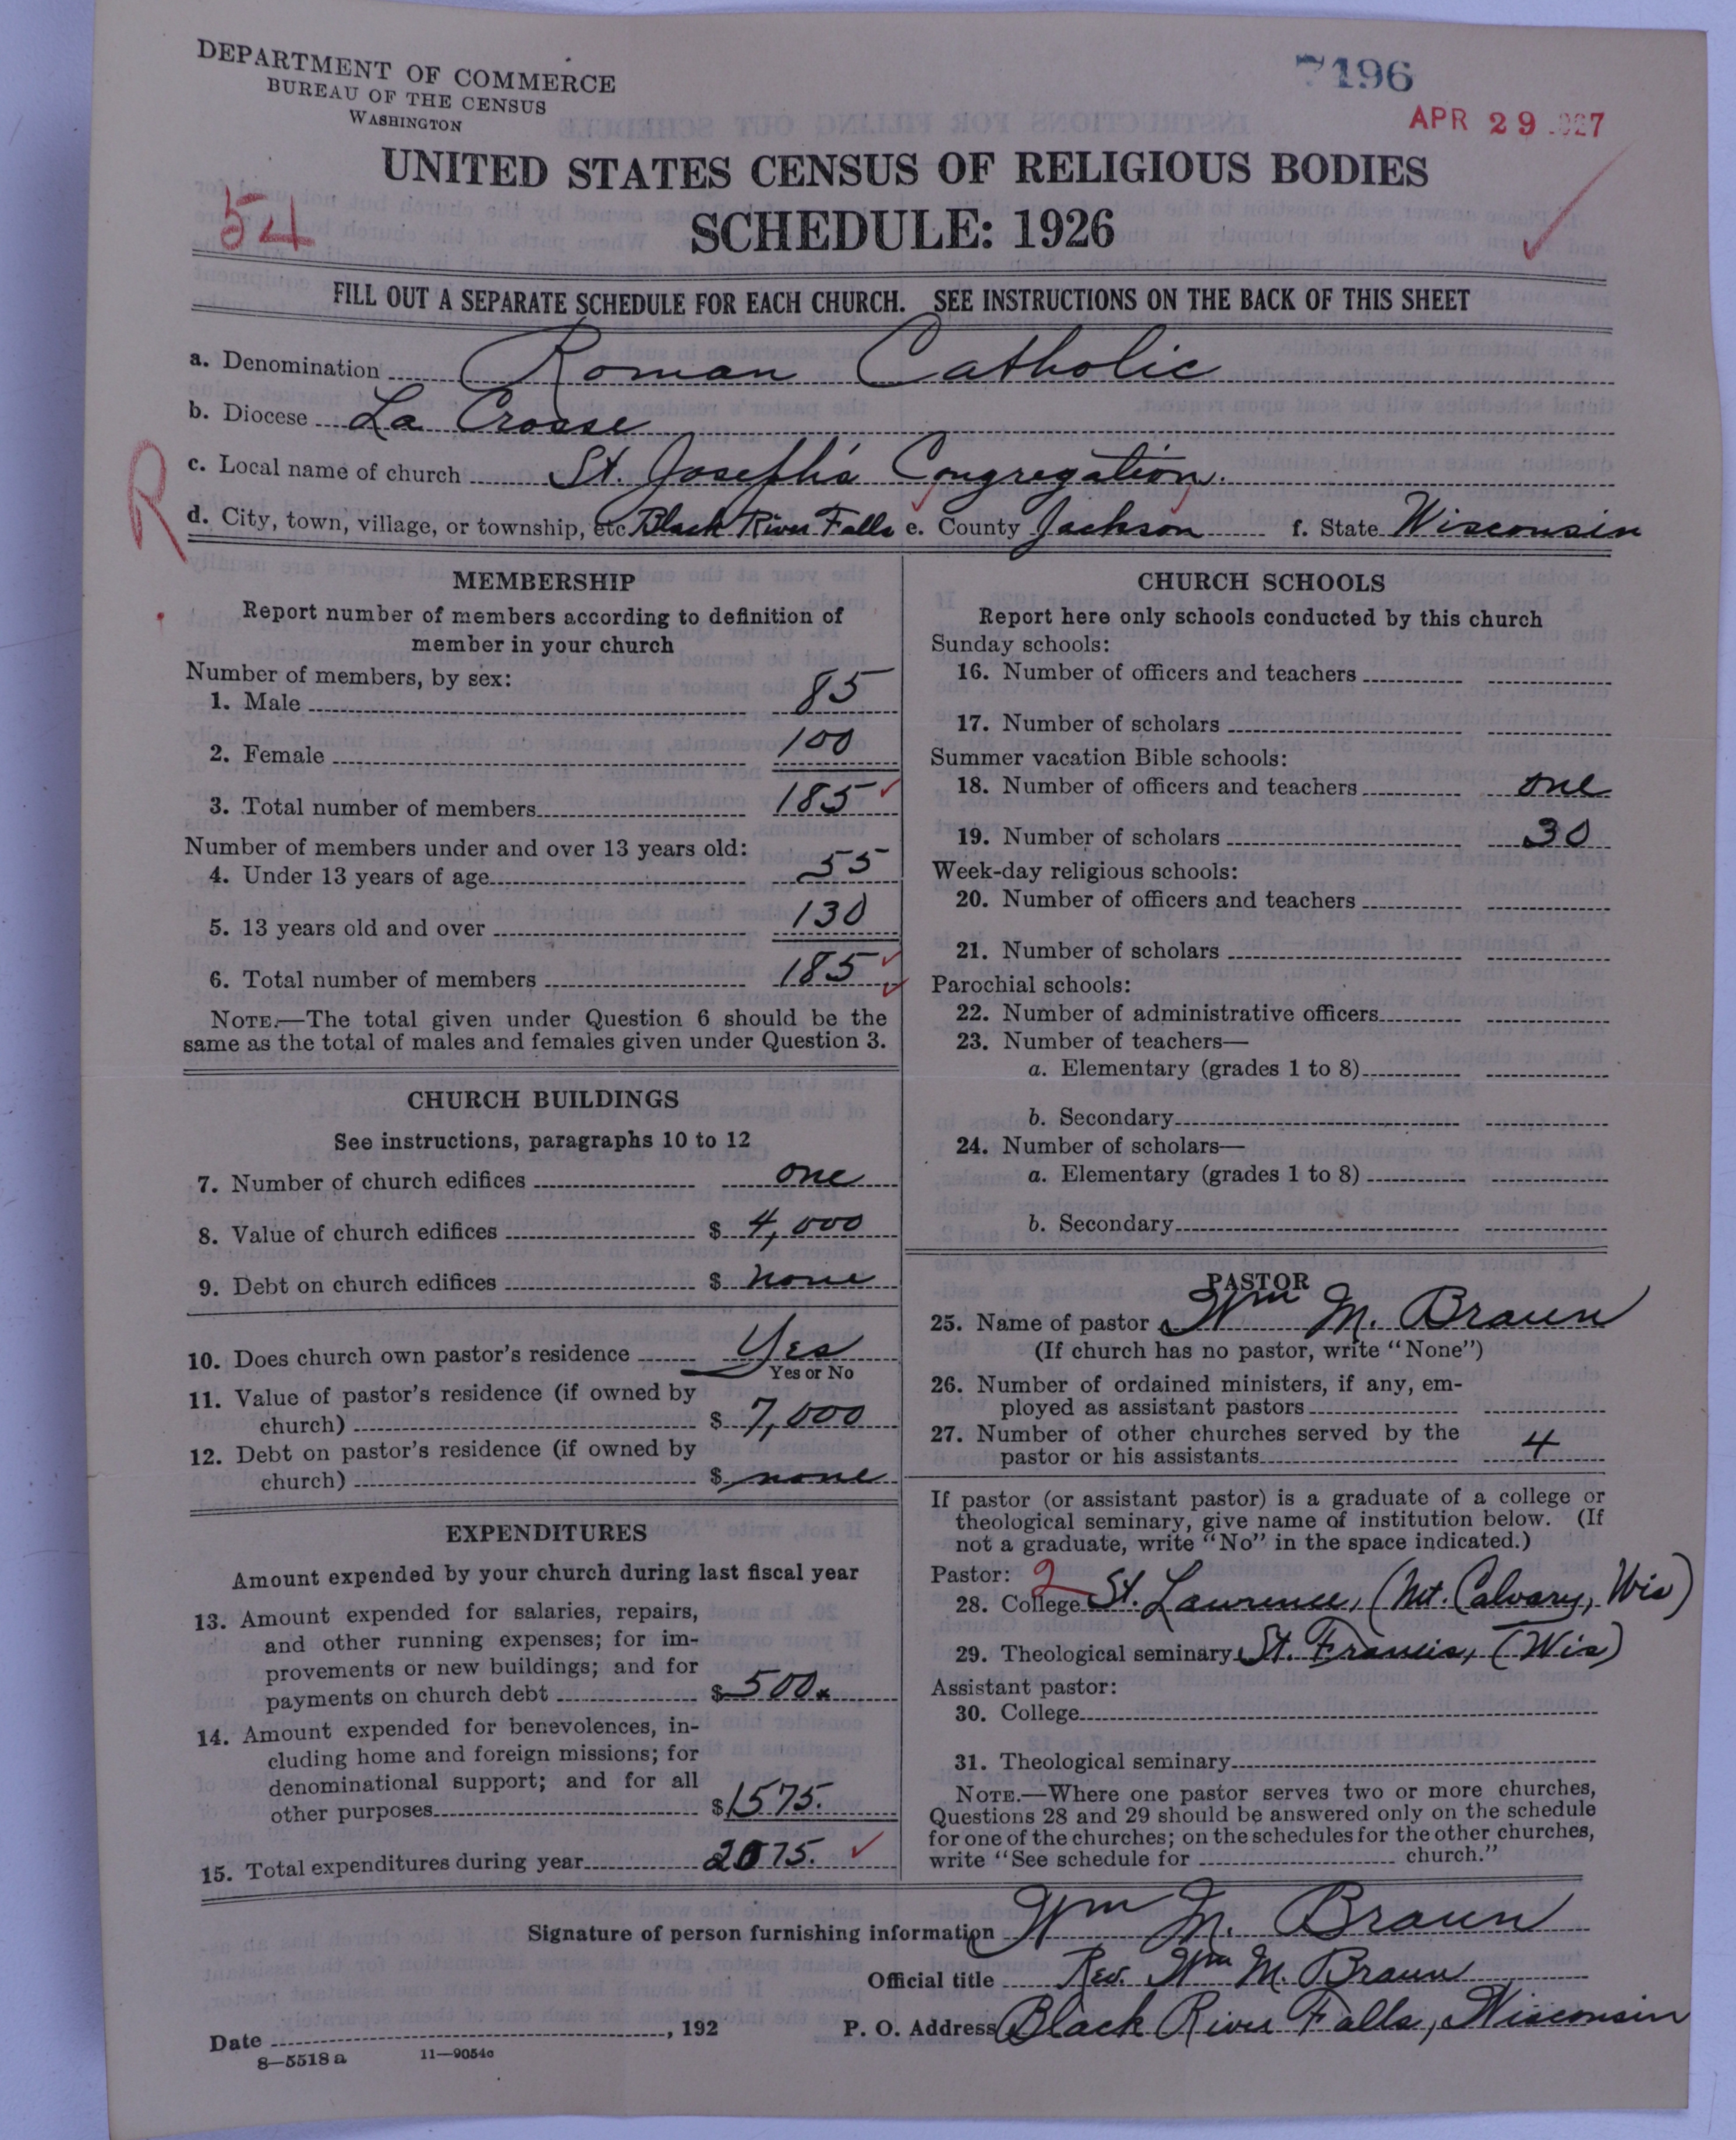 DEPARTMENT OF COMMERCE
BUREAU OF THE CENSUS
WASHINGTON
7196
APR 29 1927
UNITED STATES CENSUS OF RELIGIOUS BODIES
54
SCHEDULE: 1926
FILL OUT A SEPARATE SCHEDULE FOR EACH CHURCH. SEE INSTRUCTIONS ON THE BACK OF THIS SHEET
a. Denomination Roman Catholic
b. Diocese La Crosse
R
c. Local name of church St. Joseph's Congregation.
d. City, town, village, or township, etc Black River Falls e. County Jackson f. State Wisconsin
MEMBERSHIP
Report number of members according to definition of
member in your church
Number of members, by sex:
1. Male 85
2. Female 100
3. Total number of members 185
Number of members under and over 13 years old:
4. Under 13 years of age 55
5. 13 years old and over 130
6. Total number of members 185
NOTE.—The total given under Question 6 should be the
same as the total of males and females given under Question 3.
CHURCH BUILDINGS
See instructions, paragraphs 10 to 12
7. Number of church edifices one
8. Value of church edifices $ 4,000
9. Debt on church edifices $ none
10. Does church own pastor's residence Yes
Yes or No
11. Value of pastor's residence (if owned by
church) $ 7,000
12. Debt on pastor's residence (if owned by
church) $ none
EXPENDITURES
Amount expended by your church during last fiscal year
13. Amount expended for salaries, repairs,
and other running expenses; for im-
provements or new buildings; and for
payments on church debt $ 500.
14. Amount expended for benevolences, in-
cluding home and foreign missions; for
denominational support; and for all
other purposes $ 1575.
15. Total expenditures during year 2075.
CHURCH SCHOOLS
Report here only schools conducted by this church
Sunday schools:
16. Number of officers and teachers
17. Number of scholars
Summer vacation Bible schools:
18. Number of officers and teachers one
19. Number of scholars 30
Week-day religious schools:
20. Number of officers and teachers
21. Number of scholars
Parochial schools:
22. Number of administrative officers
23. Number of teachers—
a. Elementary (grades 1 to 8)
b. Secondary
24. Number of scholars—
a. Elementary (grades 1 to 8)
b. Secondary
PASTOR
25. Name of pastor Wm M. Braun
(If church has no pastor, write "None")
26. Number of ordained ministers, if any, em-
ployed as assistant pastors
27. Number of other churches served by the
pastor or his assistants 4
If pastor (or assistant pastor) is a graduate of a college or
theological seminary, give name of institution below. (If
not a graduate, write "No" in the space indicated.)
Pastor: 2
28. College St. Lawrence, (Mt. Calvary, Wis)
29. Theological seminary St. Francis, (Wis)
Assistant pastor:
30. College
31. Theological seminary
NOTE.—Where one pastor serves two or more churches,
Questions 28 and 29 should be answered only on the schedule
for one of the churches; on the schedules for the other churches,
write "See schedule for church."
Signature of person furnishing information Wm M. Braun
Official title Rev. Wm M. Braun
Date , 192 P. O. Address Black River Falls, Wisconsin
8—5518 a 11—9054c